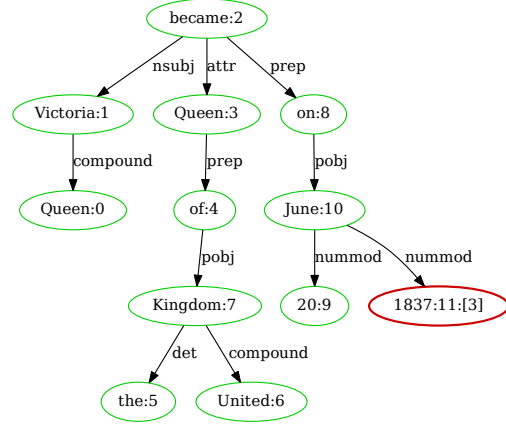 became:2
nsubj attr prep
Victoria:1 Queen:3 on:8
compound prep pobj
Queen:0 of:4 June:10
pobj nummod nummod
Kingdom:7 20:9 1837:11:[3]
det compound
the:5 United:6